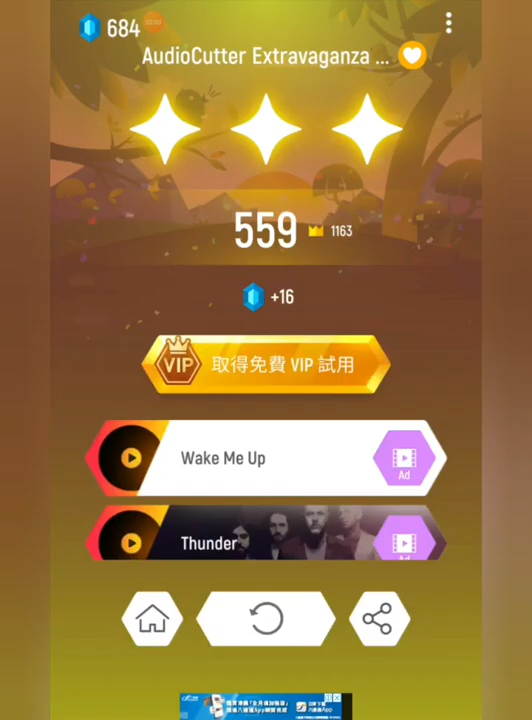 684
AudioCutter Extravaganza ...
559
1163
+16
VIP
取得免費 VIP 試用
Wake Me Up
Ad
Thunder
Ad